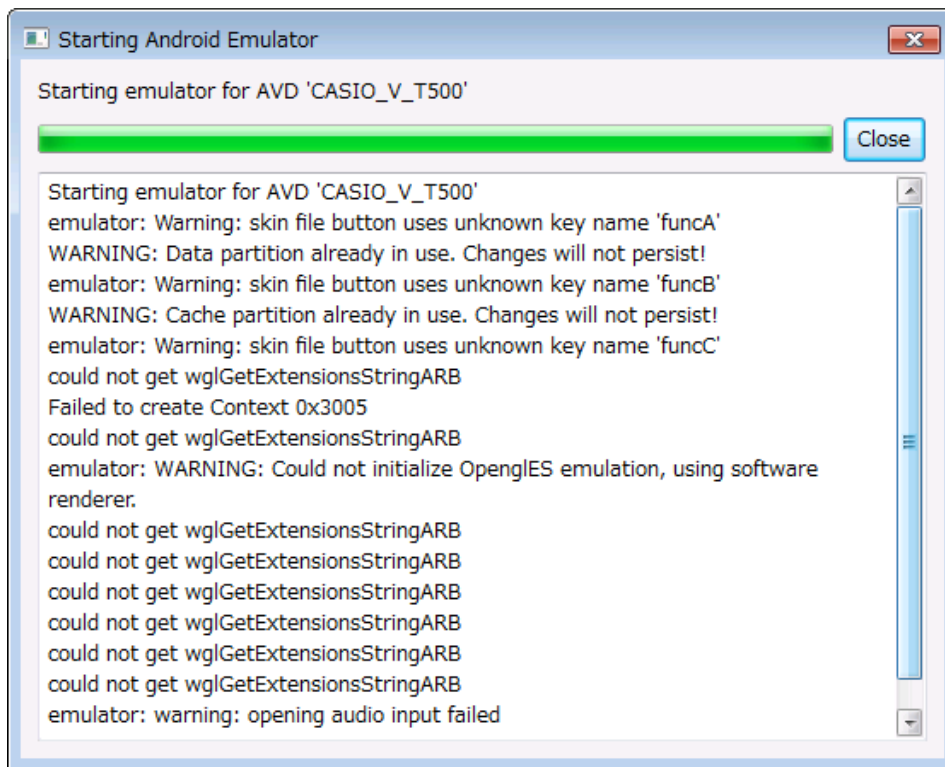 Starting Android Emulator
Starting emulator for AVD 'CASIO_V_T500'
Close
Starting emulator for AVD 'CASIO_V_T500'
emulator: Warning: skin file button uses unknown key name 'funcA'
WARNING: Data partition already in use. Changes will not persist!
emulator: Warning: skin file button uses unknown key name 'funcB'
WARNING: Cache partition already in use. Changes will not persist!
emulator: Warning: skin file button uses unknown key name 'funcC'
could not get wglGetExtensionsStringARB
Failed to create Context 0x3005
could not get wglGetExtensionsStringARB
emulator: WARNING: Could not initialize OpenglES emulation, using software
renderer.
could not get wglGetExtensionsStringARB
could not get wglGetExtensionsStringARB
could not get wglGetExtensionsStringARB
could not get wglGetExtensionsStringARB
could not get wglGetExtensionsStringARB
could not get wglGetExtensionsStringARB
emulator: warning: opening audio input failed